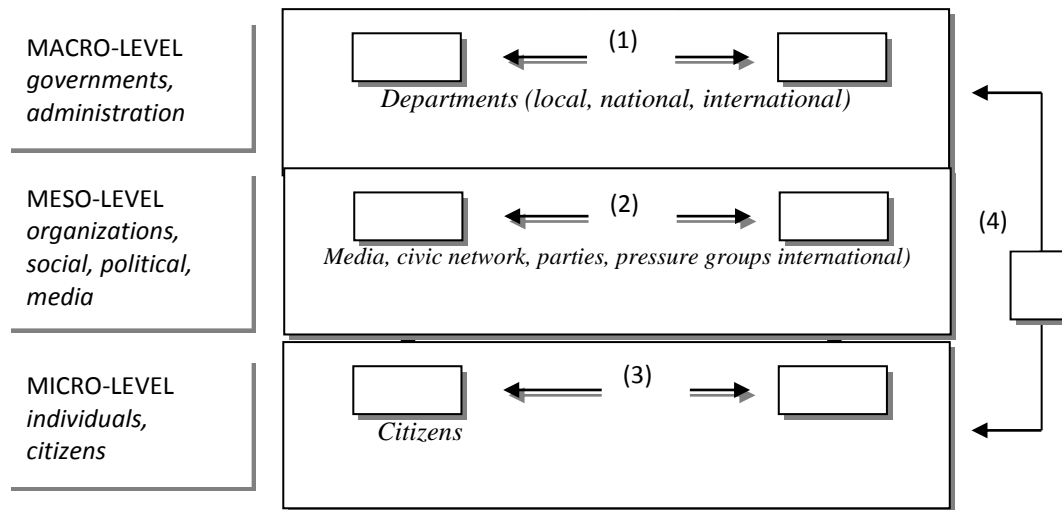 MACRO-LEVEL
governments,
administration
(1)
Departments (local, national, international)
MESO-LEVEL
organizations,
social, political,
media
(2)
Media, civic network, parties, pressure groups international)
(4)
MICRO-LEVEL
individuals,
citizens
(3)
Citizens